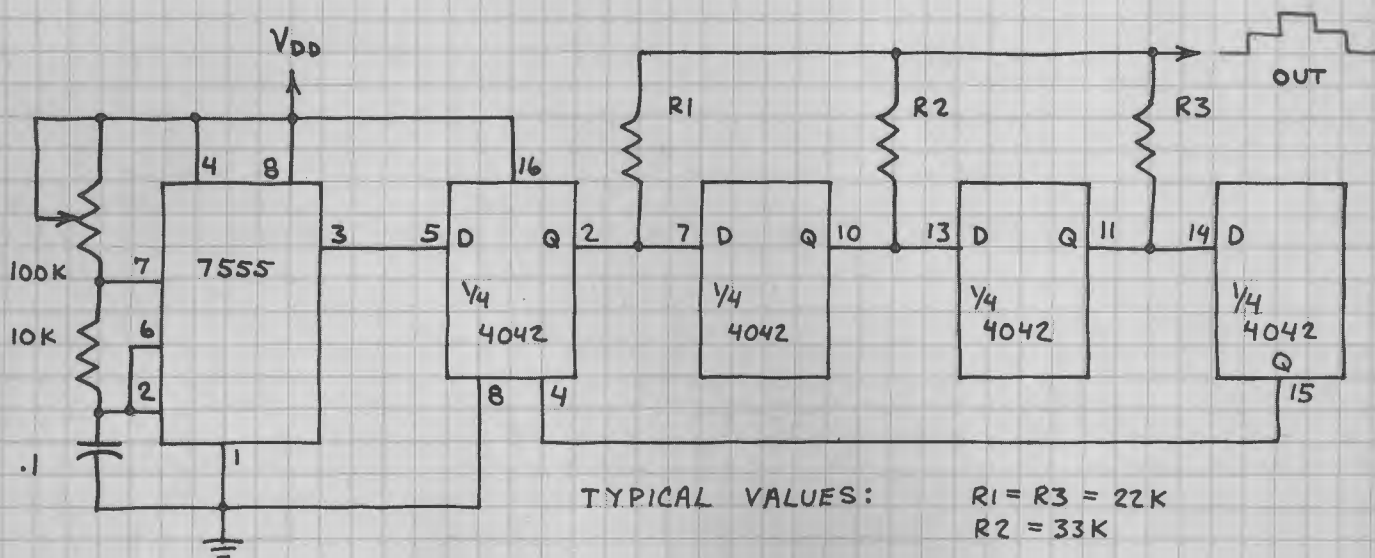 VDD
R1
R2
R3
OUT
4
8
16
3
5
D
Q
2
7
D
Q
10
13
D
Q
11
14
D
100K
7
7555
1/4
4042
1/4
4042
1/4
4042
1/4
4042
Q
10K
6
2
8
4
15
.1
1
TYPICAL VALUES:
R1 = R3 = 22K
R2 = 33K